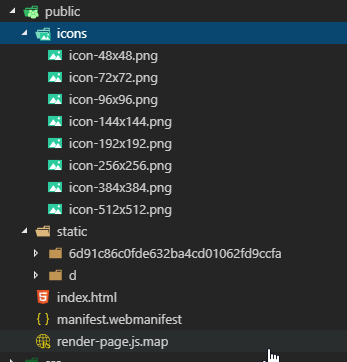 public
icons
icon-48x48.png
icon-72x72.png
icon-96x96.png
icon-144x144.png
icon-192x192.png
icon-256x256.png
icon-384x384.png
icon-512x512.png
static
6d91c86c0fde632ba4cd01062fd9ccfa
d
index.html
manifest.webmanifest
render-page.js.map